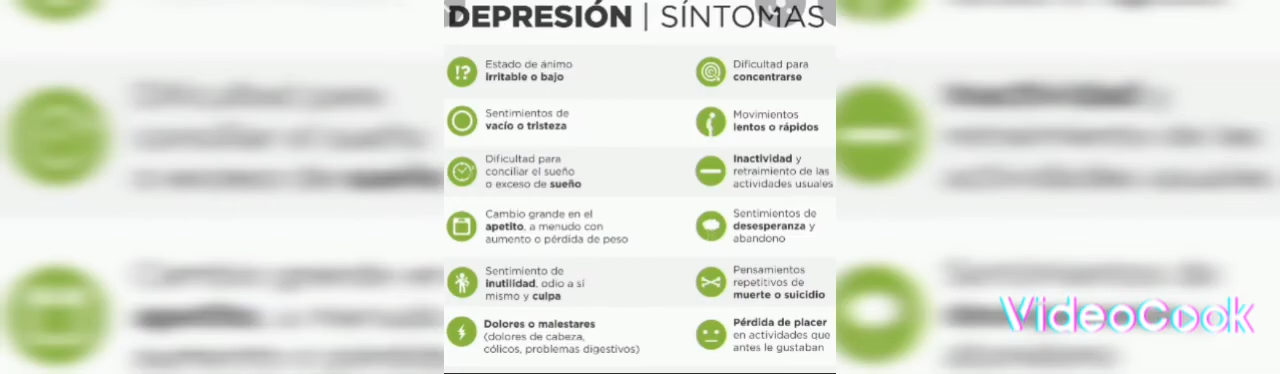 DEPRESIÓN | SÍNTOMAS
!?
Estado de ánimo
irritable o bajo
Sentimientos de
vacío o tristeza
Dificultad para
conciliar el sueño
o exceso de sueño
Cambio grande en el
apetito, a menudo con
aumento o pérdida de peso
Sentimiento de
inutilidad, odio a sí
mismo y culpa
Dolores o malestares
(dolores de cabeza,
cólicos, problemas digestivos)
Dificultad para
concentrarse
Movimientos
lentos o rápidos
Inactividad y
retraimiento de las
actividades usuales
Sentimientos de
desesperanza y
abandono
Pensamientos
repetitivos de
muerte o suicidio
Pérdida de placer
en actividades que
antes le gustaban
VideoCook